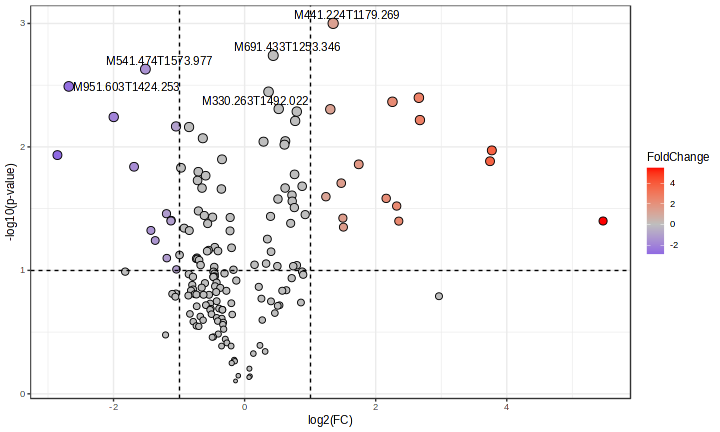 M441.224T1179.269
M691.433T1253.346
M541.474T1573.977
M951.603T1424.253
M330.263T1492.022
3
2
1
0
-2
0
2
4
log2(FC)
-log10(p-value)
FoldChange
4
2
0
-2